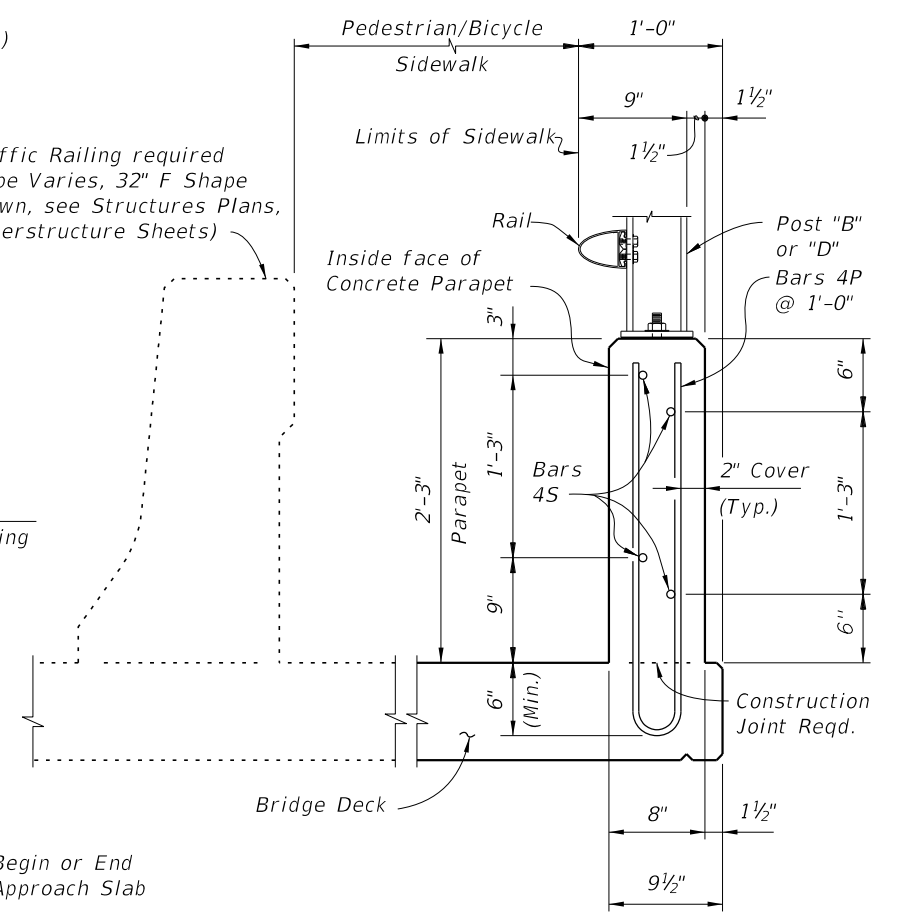 )
Pedestrian/Bicycle
Sidewalk
1'-0"
9"
1½"
1½"
Limits of Sidewalk
ffic Railing required
pe Varies, 32" F Shape
wn, see Structures Plans,
erstructure Sheets)
Rail
Post "B"
or "D"
Inside face of
Concrete Parapet
Bars 4P
@ 1'-0"
3"
6"
1'-3"
2'-3"
Parapet
Bars
4S
2" Cover
(Typ.)
1'-3"
ing
9"
6"
6"
(Min.)
Construction
Joint Reqd.
Bridge Deck
8"
1½"
9½"
Begin or End
Approach Slab